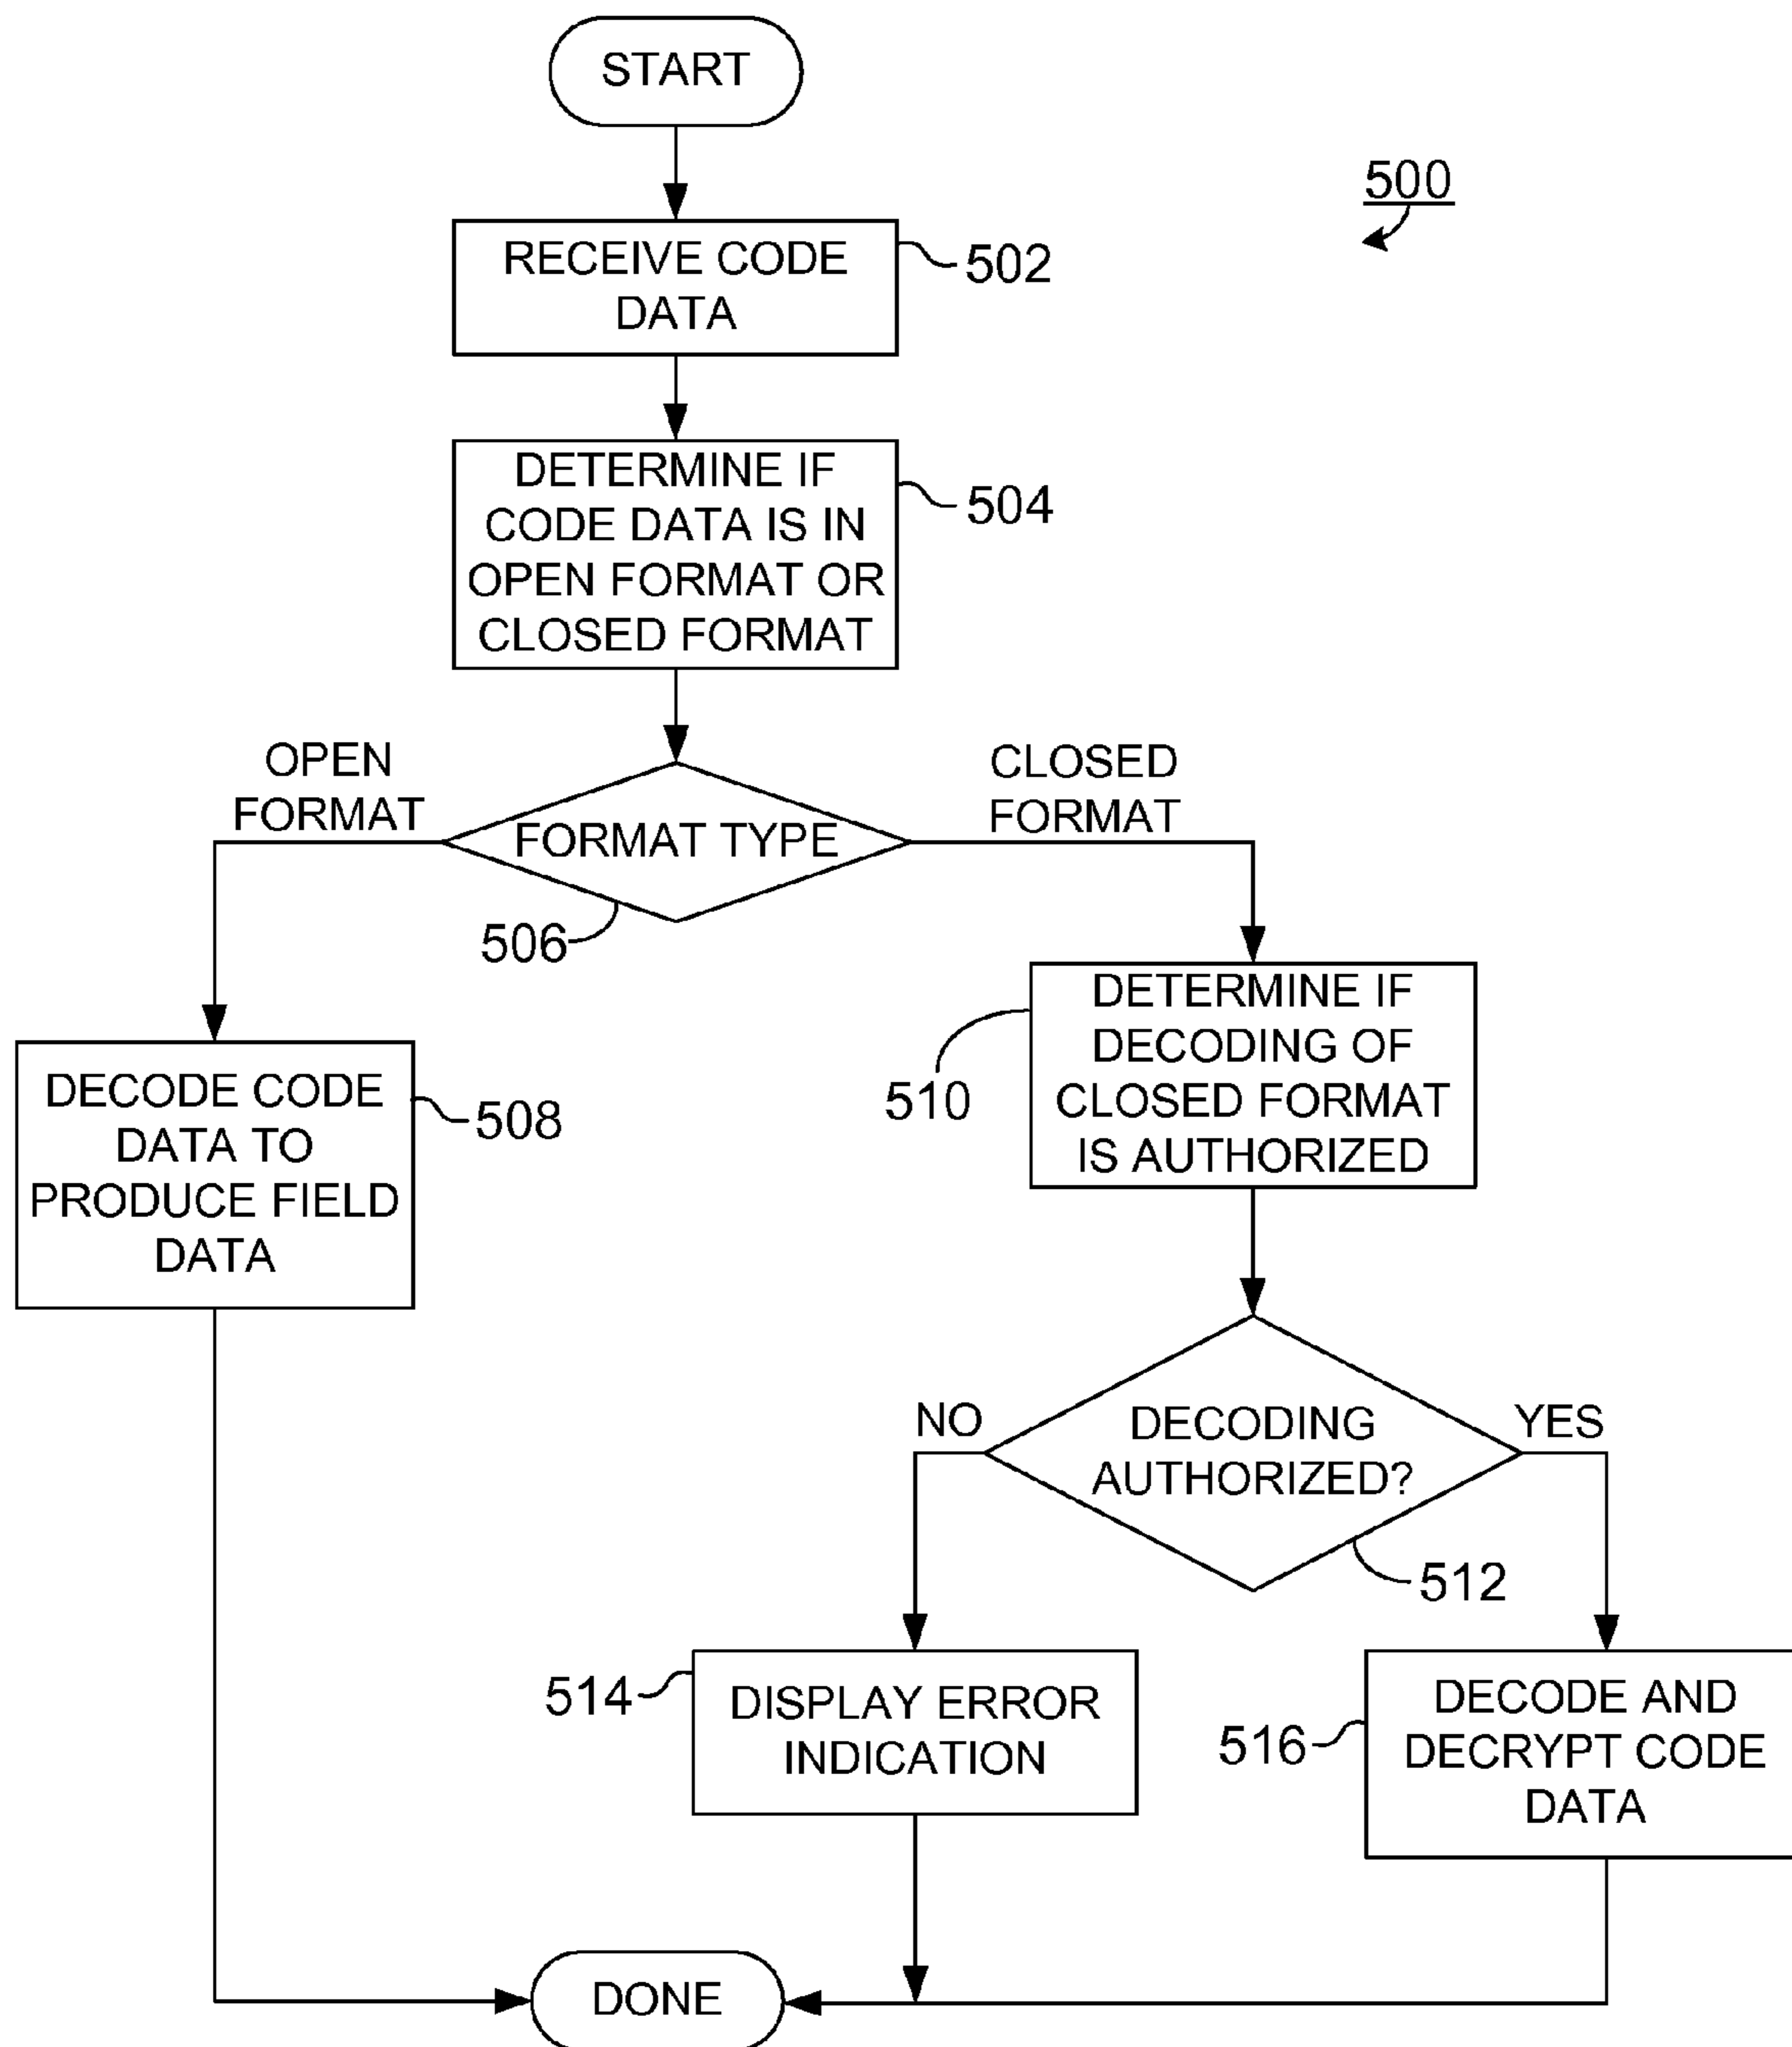 START
500
RECEIVE CODE
DATA
502
DETERMINE IF
CODE DATA IS IN
OPEN FORMAT OR
CLOSED FORMAT
504
OPEN
FORMAT
CLOSED
FORMAT
FORMAT TYPE
506
DECODE CODE
DATA TO
PRODUCE FIELD
DATA
508
DETERMINE IF
DECODING OF
CLOSED FORMAT
IS AUTHORIZED
510
NO
DECODING
AUTHORIZED?
YES
512
514
DISPLAY ERROR
INDICATION
516
DECODE AND
DECRYPT CODE
DATA
DONE